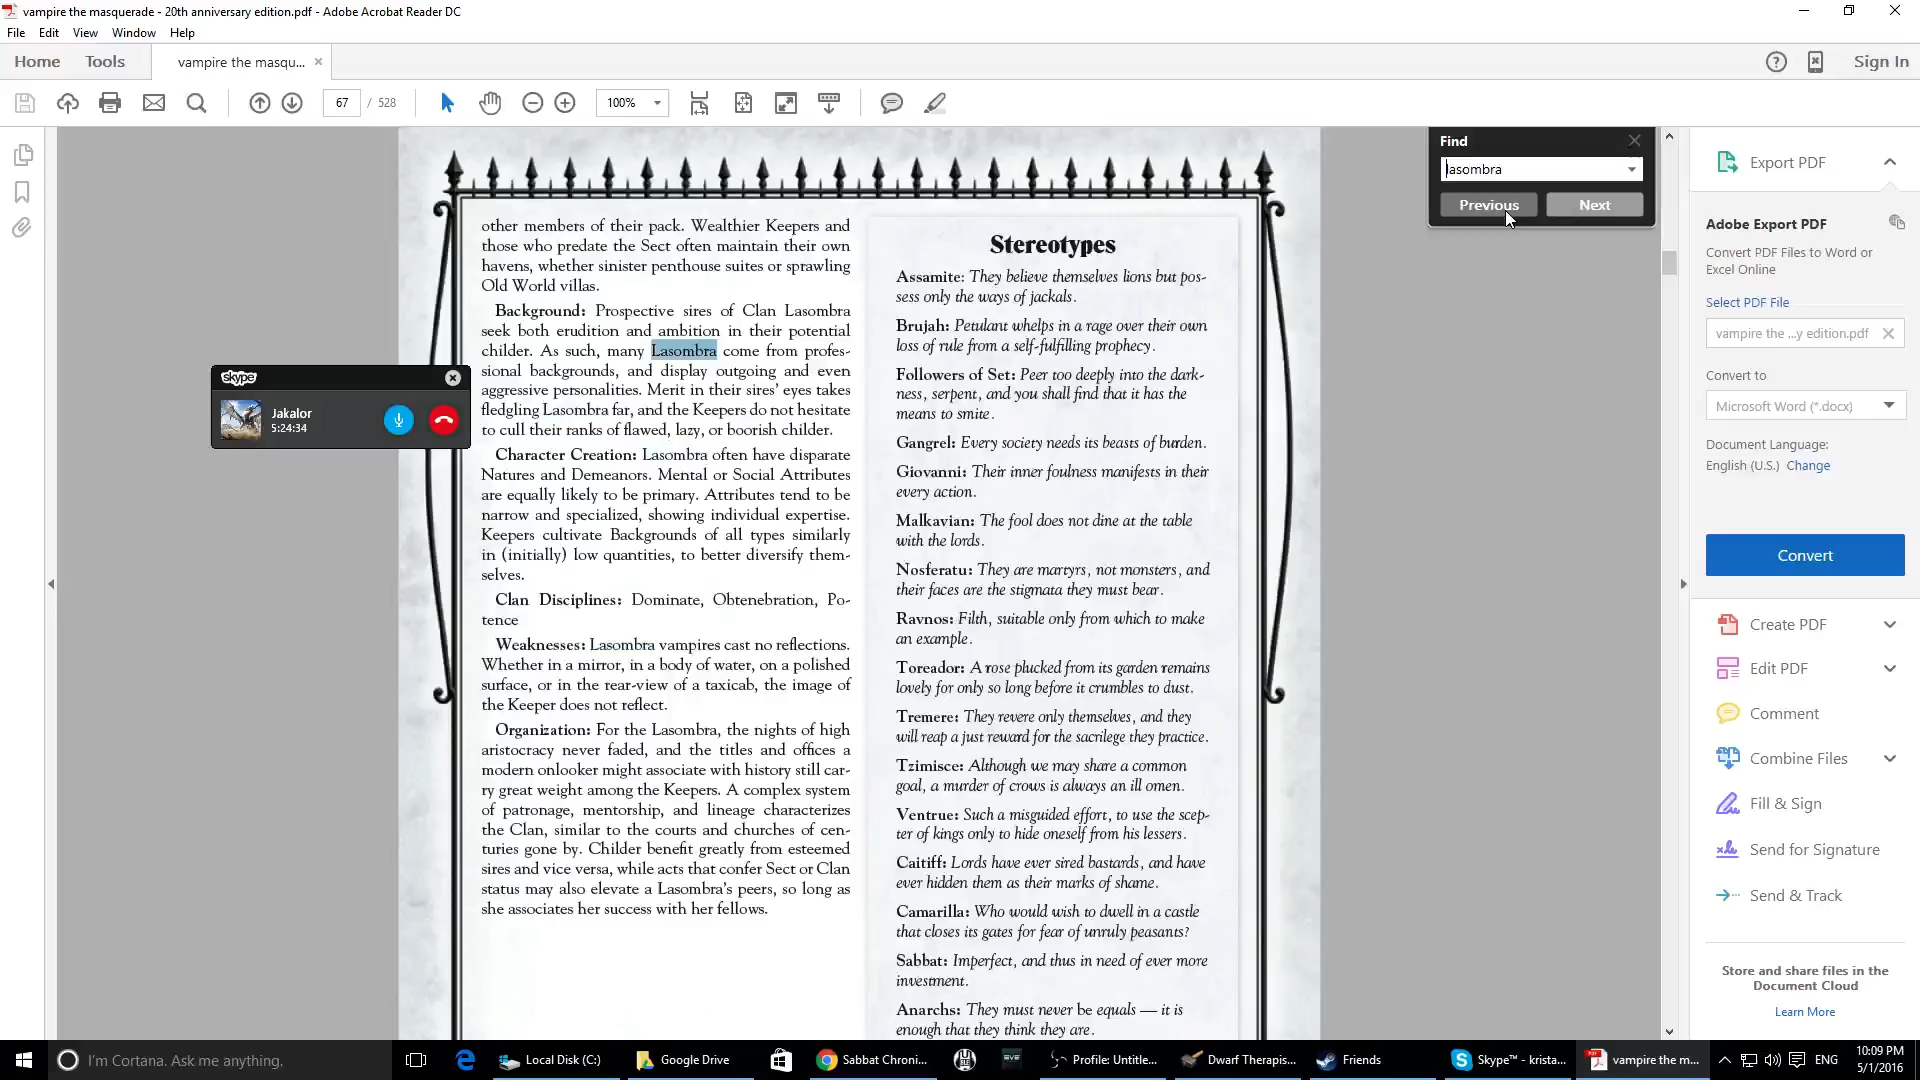 vampire the masquerade - 20th anniversary edition.pdf - Adobe Acrobat Reader DC
File Edit View Window Help
Home Tools vampire the masqu... × Sign In
67 / 528 100%
Find
lasombra
Previous Next
other members of their pack. Wealthier Keepers and
those who predate the Sect often maintain their own
havens, whether sinister penthouse suites or sprawling
Old World villas.
Background: Prospective sires of Clan Lasombra
seek both erudition and ambition in their potential
childer. As such, many Lasombra come from profes-
sional backgrounds, and display outgoing and even
aggressive personalities. Merit in their sires' eyes takes
fledgling Lasombra far, and the Keepers do not hesitate
to cull their ranks of flawed, lazy, or boorish childer.
Character Creation: Lasombra often have disparate
Natures and Demeanors. Mental or Social Attributes
are equally likely to be primary. Attributes tend to be
narrow and specialized, showing individual expertise.
Keepers cultivate Backgrounds of all types similarly
in (initially) low quantities, to better diversify them-
selves.
Clan Disciplines: Dominate, Obtenebration, Po-
tence
Weaknesses: Lasombra vampires cast no reflections.
Whether in a mirror, in a body of water, on a polished
surface, or in the rear-view of a taxicab, the image of
the Keeper does not reflect.
Organization: For the Lasombra, the nights of high
aristocracy never faded, and the titles and offices a
modern onlooker might associate with history still car-
ry great weight among the Keepers. A complex system
of patronage, mentorship, and lineage characterizes
the Clan, similar to the courts and churches of cen-
turies gone by. Childer benefit greatly from esteemed
sires and vice versa, while acts that confer Sect or Clan
status may also elevate a Lasombra's peers, so long as
she associates her success with her fellows.
Stereotypes
Assamite: They believe themselves lions but pos-
sess only the ways of jackals.
Brujah: Petulant whelps in a rage over their own
loss of rule from a self-fulfilling prophecy.
Followers of Set: Peer too deeply into the dark-
ness, serpent, and you shall find that it has the
means to smite.
Gangrel: Every society needs its beasts of burden.
Giovanni: Their inner foulness manifests in their
every action.
Malkavian: The fool does not dine at the table
with the lords.
Nosferatu: They are martyrs, not monsters, and
their faces are the stigmata they must bear.
Ravnos: Filth, suitable only from which to make
an example.
Toreador: A rose plucked from its garden remains
lovely for only so long before it crumbles to dust.
Tremere: They revere only themselves, and they
will reap a just reward for the sacrilege they practice.
Tzimisce: Although we may share a common
goal, a murder of crows is always an ill omen.
Ventrue: Such a misguided effort, to use the scep-
ter of kings only to hide oneself from his lessers.
Caitiff: Lords have ever sired bastards, and have
ever hidden them as their marks of shame.
Camarilla: Who would wish to dwell in a castle
that closes its gates for fear of unruly peasants?
Sabbat: Imperfect, and thus in need of ever more
investment.
Anarchs: They must never be equals — it is
enough that they think they are.
skype
Jakalor
5:24:34
Export PDF
Adobe Export PDF
Convert PDF Files to Word or
Excel Online
Select PDF File
vampire the ...y edition.pdf
Convert to
Microsoft Word (*.docx)
Document Language:
English (U.S.) Change
Convert
Create PDF
Edit PDF
Comment
Combine Files
Fill & Sign
Send for Signature
Send & Track
Store and share files in the
Document Cloud
Learn More
I'm Cortana. Ask me anything.
Local Disk (C:)
Google Drive
Sabbat Chroni...
EVE
Profile: Untitle...
Dwarf Therapis...
Friends
Skype™ - krista...
vampire the m...
ENG
10:09 PM
5/1/2016